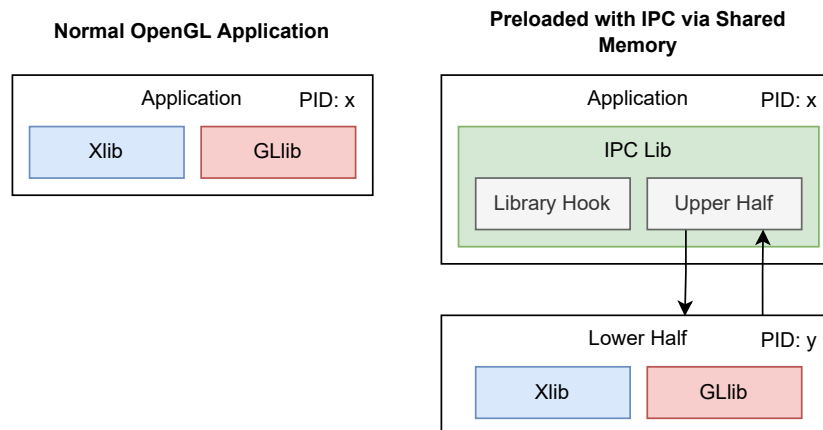 Normal OpenGL Application
Application
PID: x
Xlib
GLlib
Preloaded with IPC via Shared
Memory
Application
PID: x
IPC Lib
Library Hook
Upper Half
Lower Half
PID: y
Xlib
GLlib